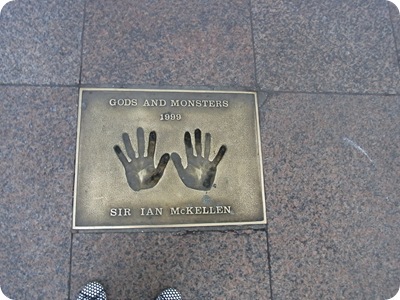 GODS AND MONSTERS
1999
SIR IAN McKELLEN